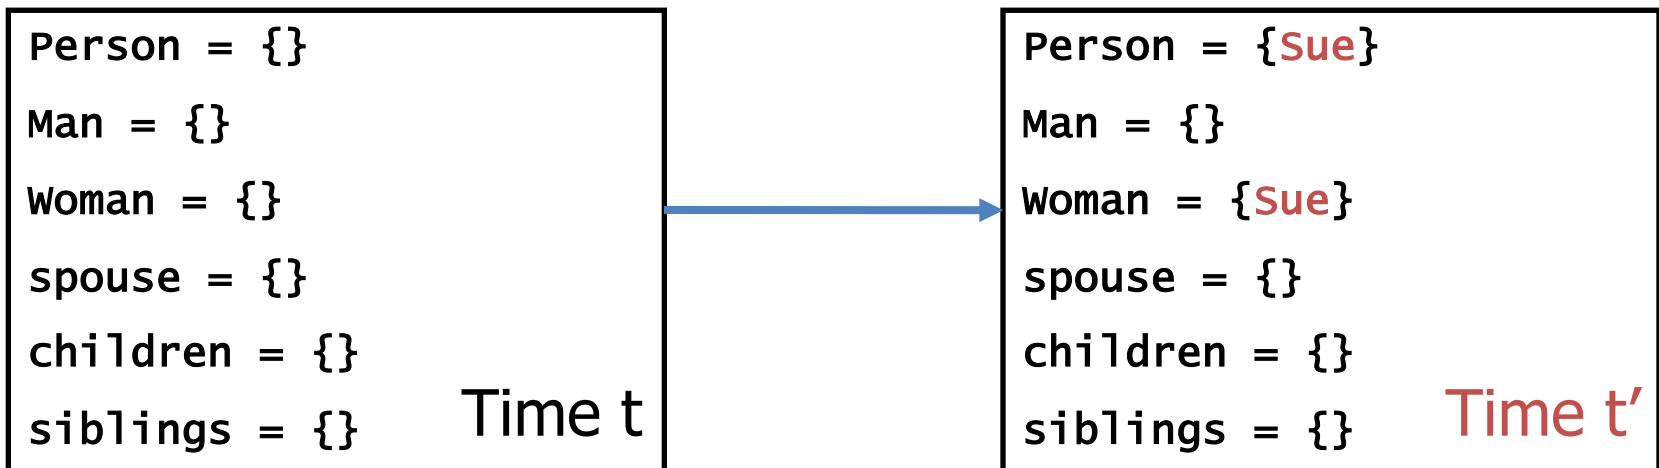 Person = {}
Man = {}
Woman = {}
spouse = {}
children = {}
siblings = {}
Time t
Person = {Sue}
Man = {}
Woman = {Sue}
spouse = {}
children = {}
siblings = {}
Time t’